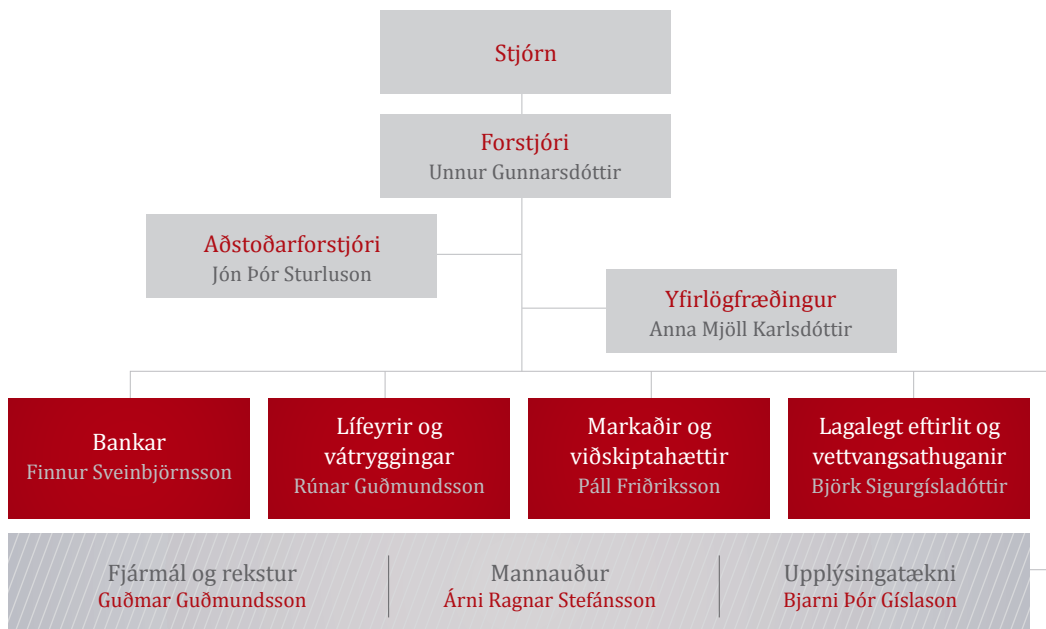 Stjórn
Forstjóri
Unnur Gunnarsdóttir
Aðstoðarforstjóri
Jón Þór Sturluson
Yfirlögfræðingur
Anna Mjöll Karlsdóttir
Bankar
Finnur Sveinbjörnsson
Lífeyrir og
vátryggingar
Rúnar Guðmundsson
Markaðir og
viðskiptahættir
Páll Friðriksson
Lagalegt eftirlit og
vettvangsathuganir
Björk Sigurgísladóttir
Fjármál og rekstur
Guðmar Guðmundsson
Mannauður
Árni Ragnar Stefánsson
Upplýsingatækni
Bjarni Þór Gíslason